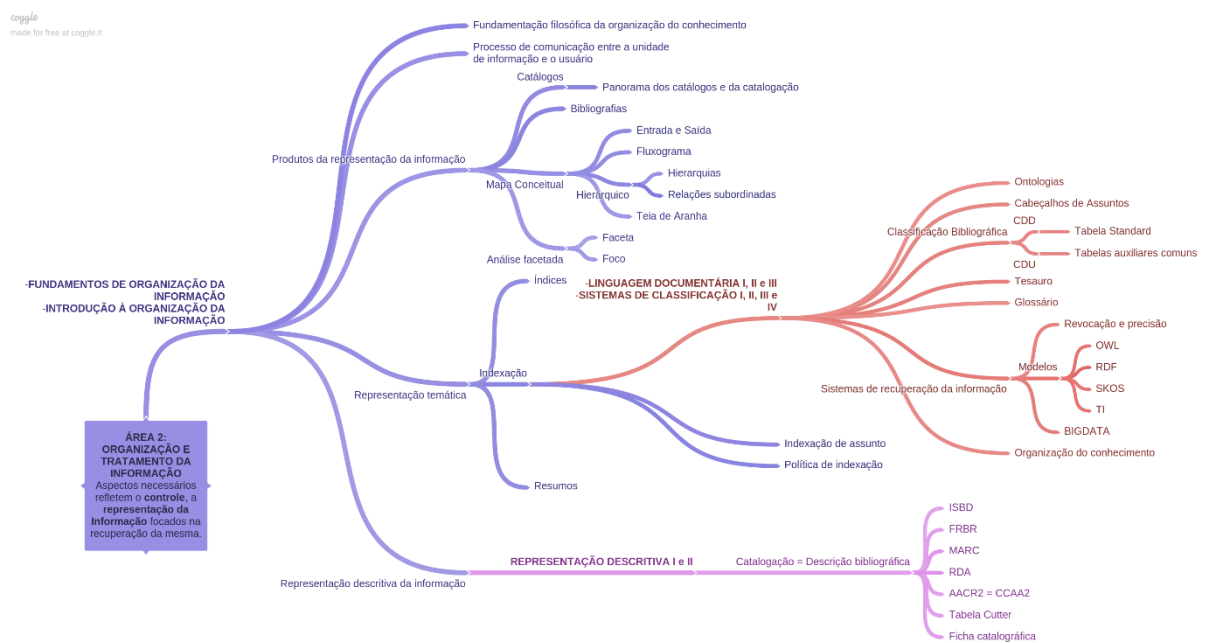 coggle
made for free at coggle.it
Fundamentação filosófica da organização do conhecimento
Processo de comunicação entre a unidade
de informação e o usuário
Catálogos
Panorama dos catálogos e da catalogação
Bibliografias
Produtos da representação da informação
Entrada e Saída
Fluxograma
Mapa Conceitual
Hierárquico
Hierarquias
Relações subordinadas
Teia de Aranha
Análise facetada
Faceta
Foco
-FUNDAMENTOS DE ORGANIZAÇÃO DA
INFORMAÇÃO
-INTRODUÇÃO À ORGANIZAÇÃO DA
INFORMAÇÃO
ÁREA 2:
ORGANIZAÇÃO E
TRATAMENTO DA
INFORMAÇÃO
Aspectos necessários
refletem o controle, a
representação da
Informação focados na
recuperação da mesma.
Índices
Indexação
Representação temática
Resumos
-LINGUAGEM DOCUMENTÁRIA I, II e III
-SISTEMAS DE CLASSIFICAÇÃO I, II, III e
IV
Ontologias
Cabeçalhos de Assuntos
CDD
Classificação Bibliográfica
Tabela Standard
Tabelas auxiliares comuns
CDU
Tesauro
Glossário
Revocação e precisão
Modelos
OWL
RDF
SKOS
TI
Sistemas de recuperação da informação
BIGDATA
Organização do conhecimento
Indexação de assunto
Política de indexação
Representação descritiva da informação
REPRESENTAÇÃO DESCRITIVA I e II
Catalogação = Descrição bibliográfica
ISBD
FRBR
MARC
RDA
AACR2 = CCAA2
Tabela Cutter
Ficha catalográfica